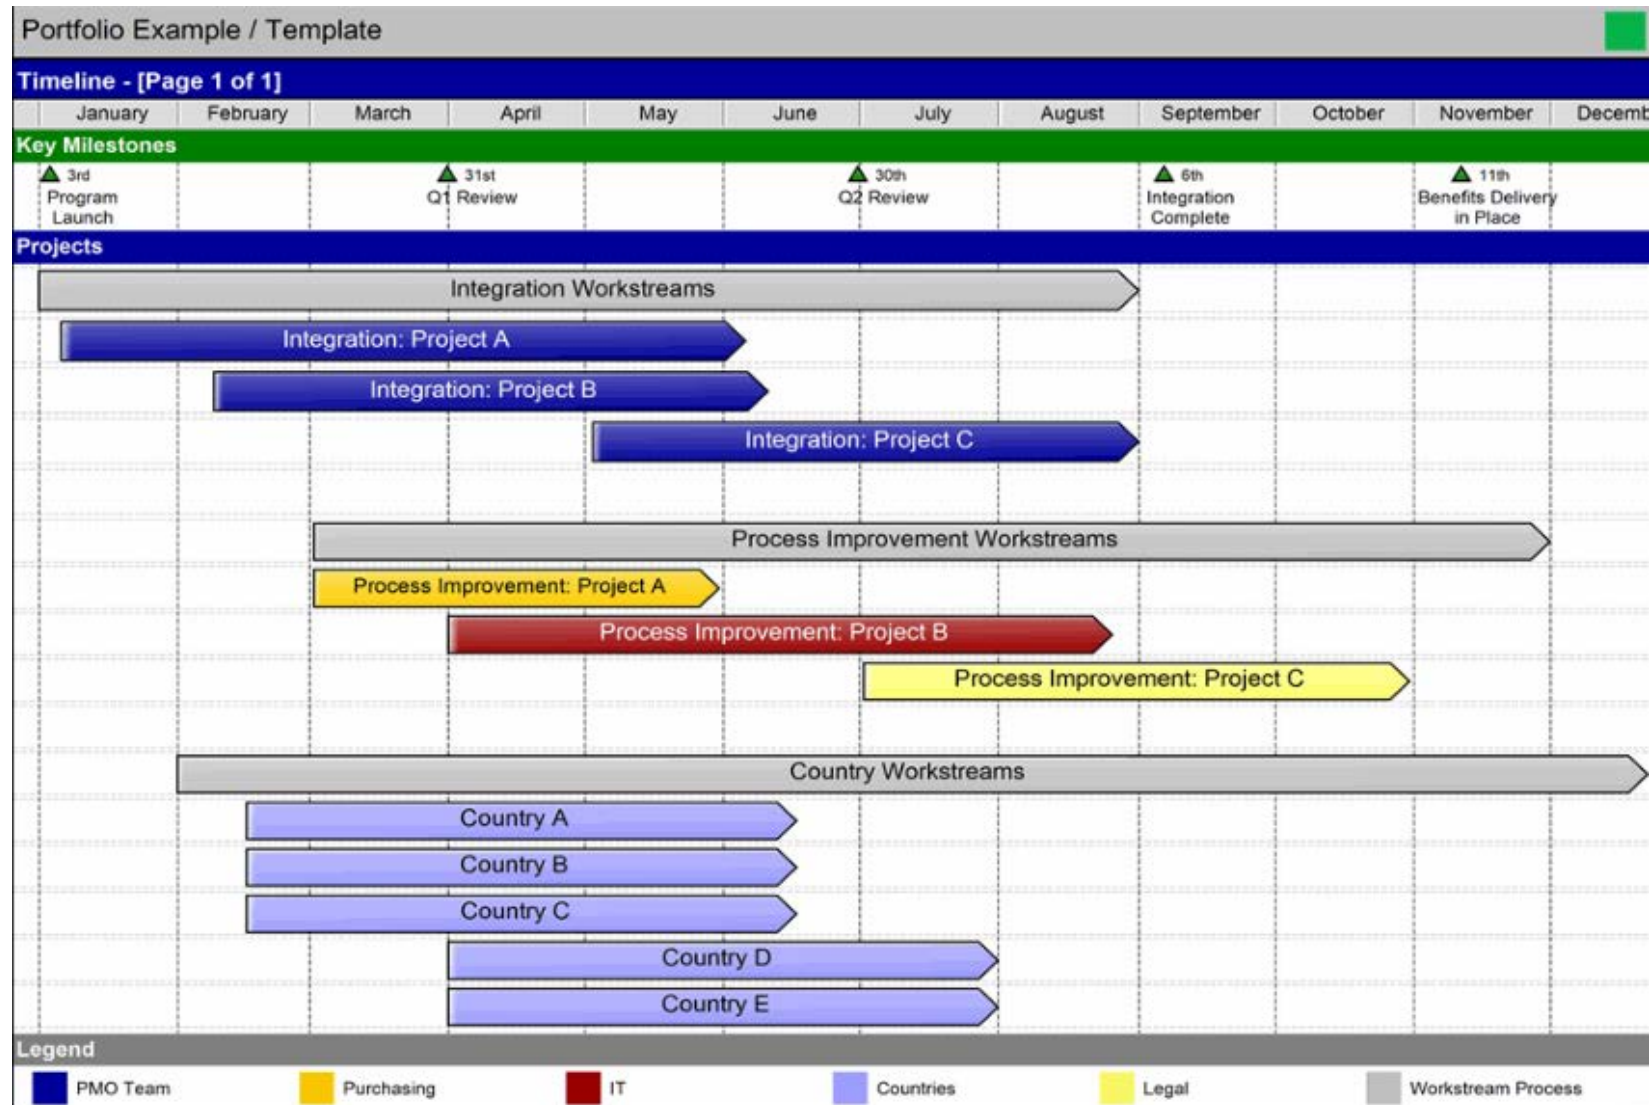 Portfolio Example / Template
Timeline - [Page 1 of 1]
January February March April May June July August September October November Decemb
Key Milestones
3rd 31st 30th 6th 11th
Program Q1 Review Q2 Review Integration Benefits Delivery
Launch Complete in Place
Projects
Integration Workstreams
Integration: Project A
Integration: Project B
Integration: Project C
Process Improvement Workstreams
Process Improvement: Project A
Process Improvement: Project B
Process Improvement: Project C
Country Workstreams
Country A
Country B
Country C
Country D
Country E
Legend
PMO Team Purchasing IT Countries Legal Workstream Process